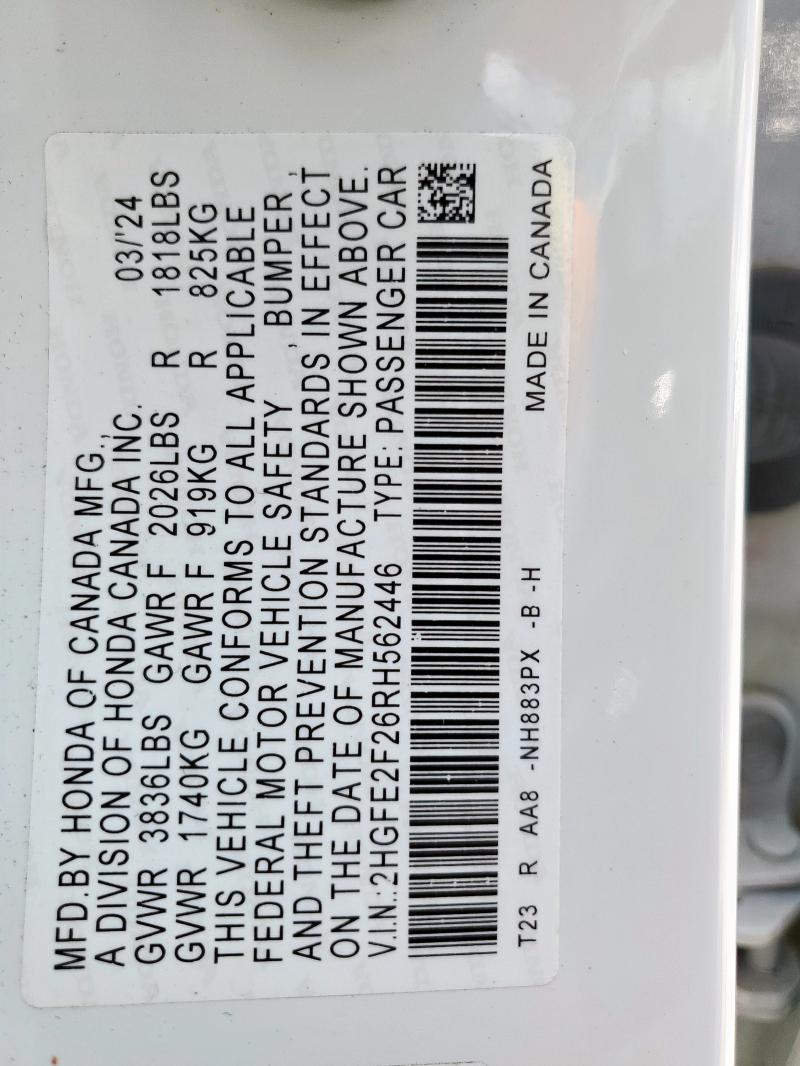 MFD.BY HONDA OF CANADA MFG.,
A DIVISION OF HONDA CANADA INC. 03/'24
GVWR 3836LBS GAWR F 2026LBS R 1818LBS
GVWR 1740KG GAWR F 919KG R 825KG
THIS VEHICLE CONFORMS TO ALL APPLICABLE
FEDERAL MOTOR VEHICLE SAFETY , BUMPER ,
AND THEFT PREVENTION STANDARDS IN EFFECT
ON THE DATE OF MANUFACTURE SHOWN ABOVE.
V.I.N.:2HGFE2F26RH562446 TYPE: PASSENGER CAR
T23 R AA8 -NH883PX -B -H MADE IN CANADA